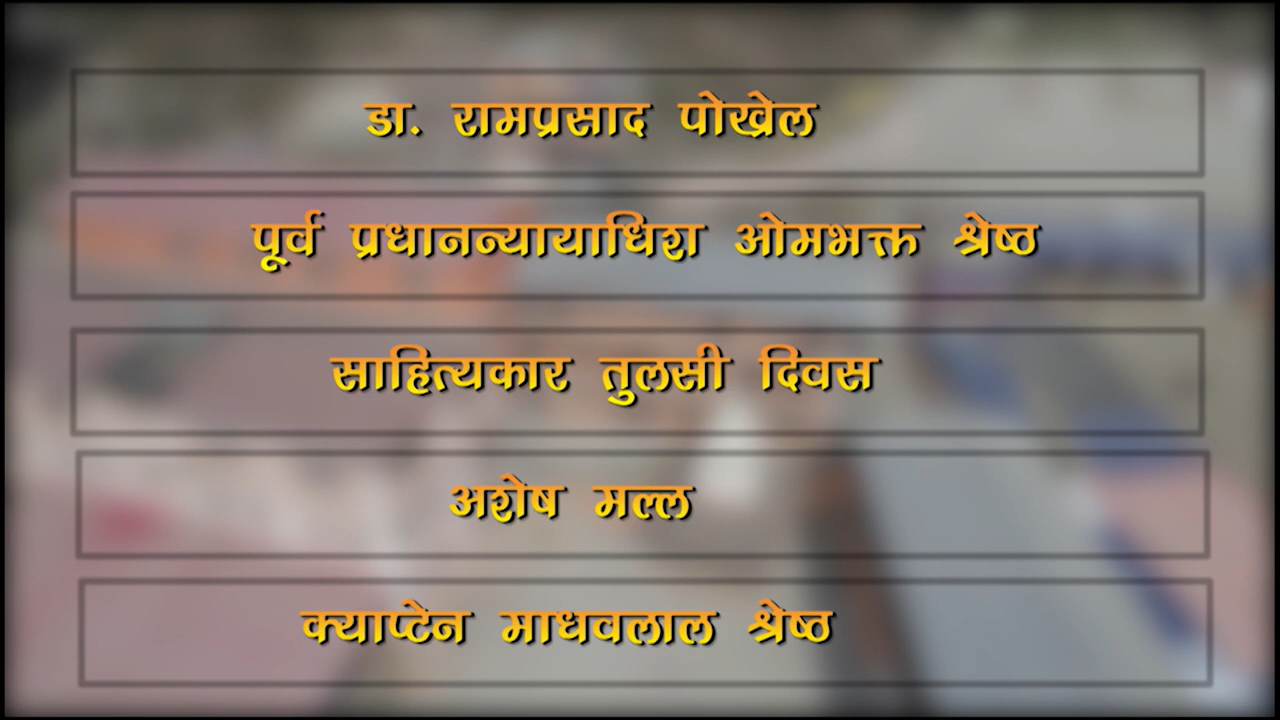 डा. रामप्रसाद पोखेल
पूर्व प्रधानन्यायाधिश ओमभक्त श्रेष्ठ
साहित्यकार तुलसी दिवस
अशेष मल्ल
क्याप्टेन माधवलाल श्रेष्ठ